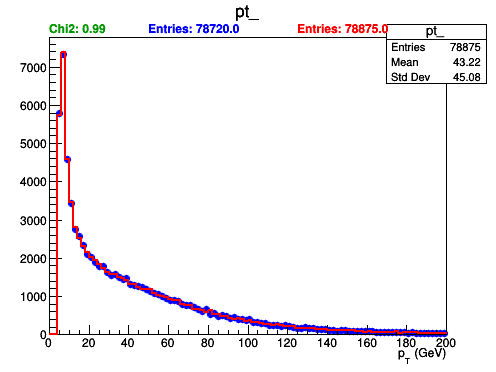 pt_
Chi2: 0.99 Entries: 78720.0 Entries: 78875.0
pt_
Entries 78875
Mean 43.22
Std Dev 45.08
7000
6000
5000
4000
3000
2000
1000
0
0 20 40 60 80 100 120 140 160 180 200
p_T (GeV)